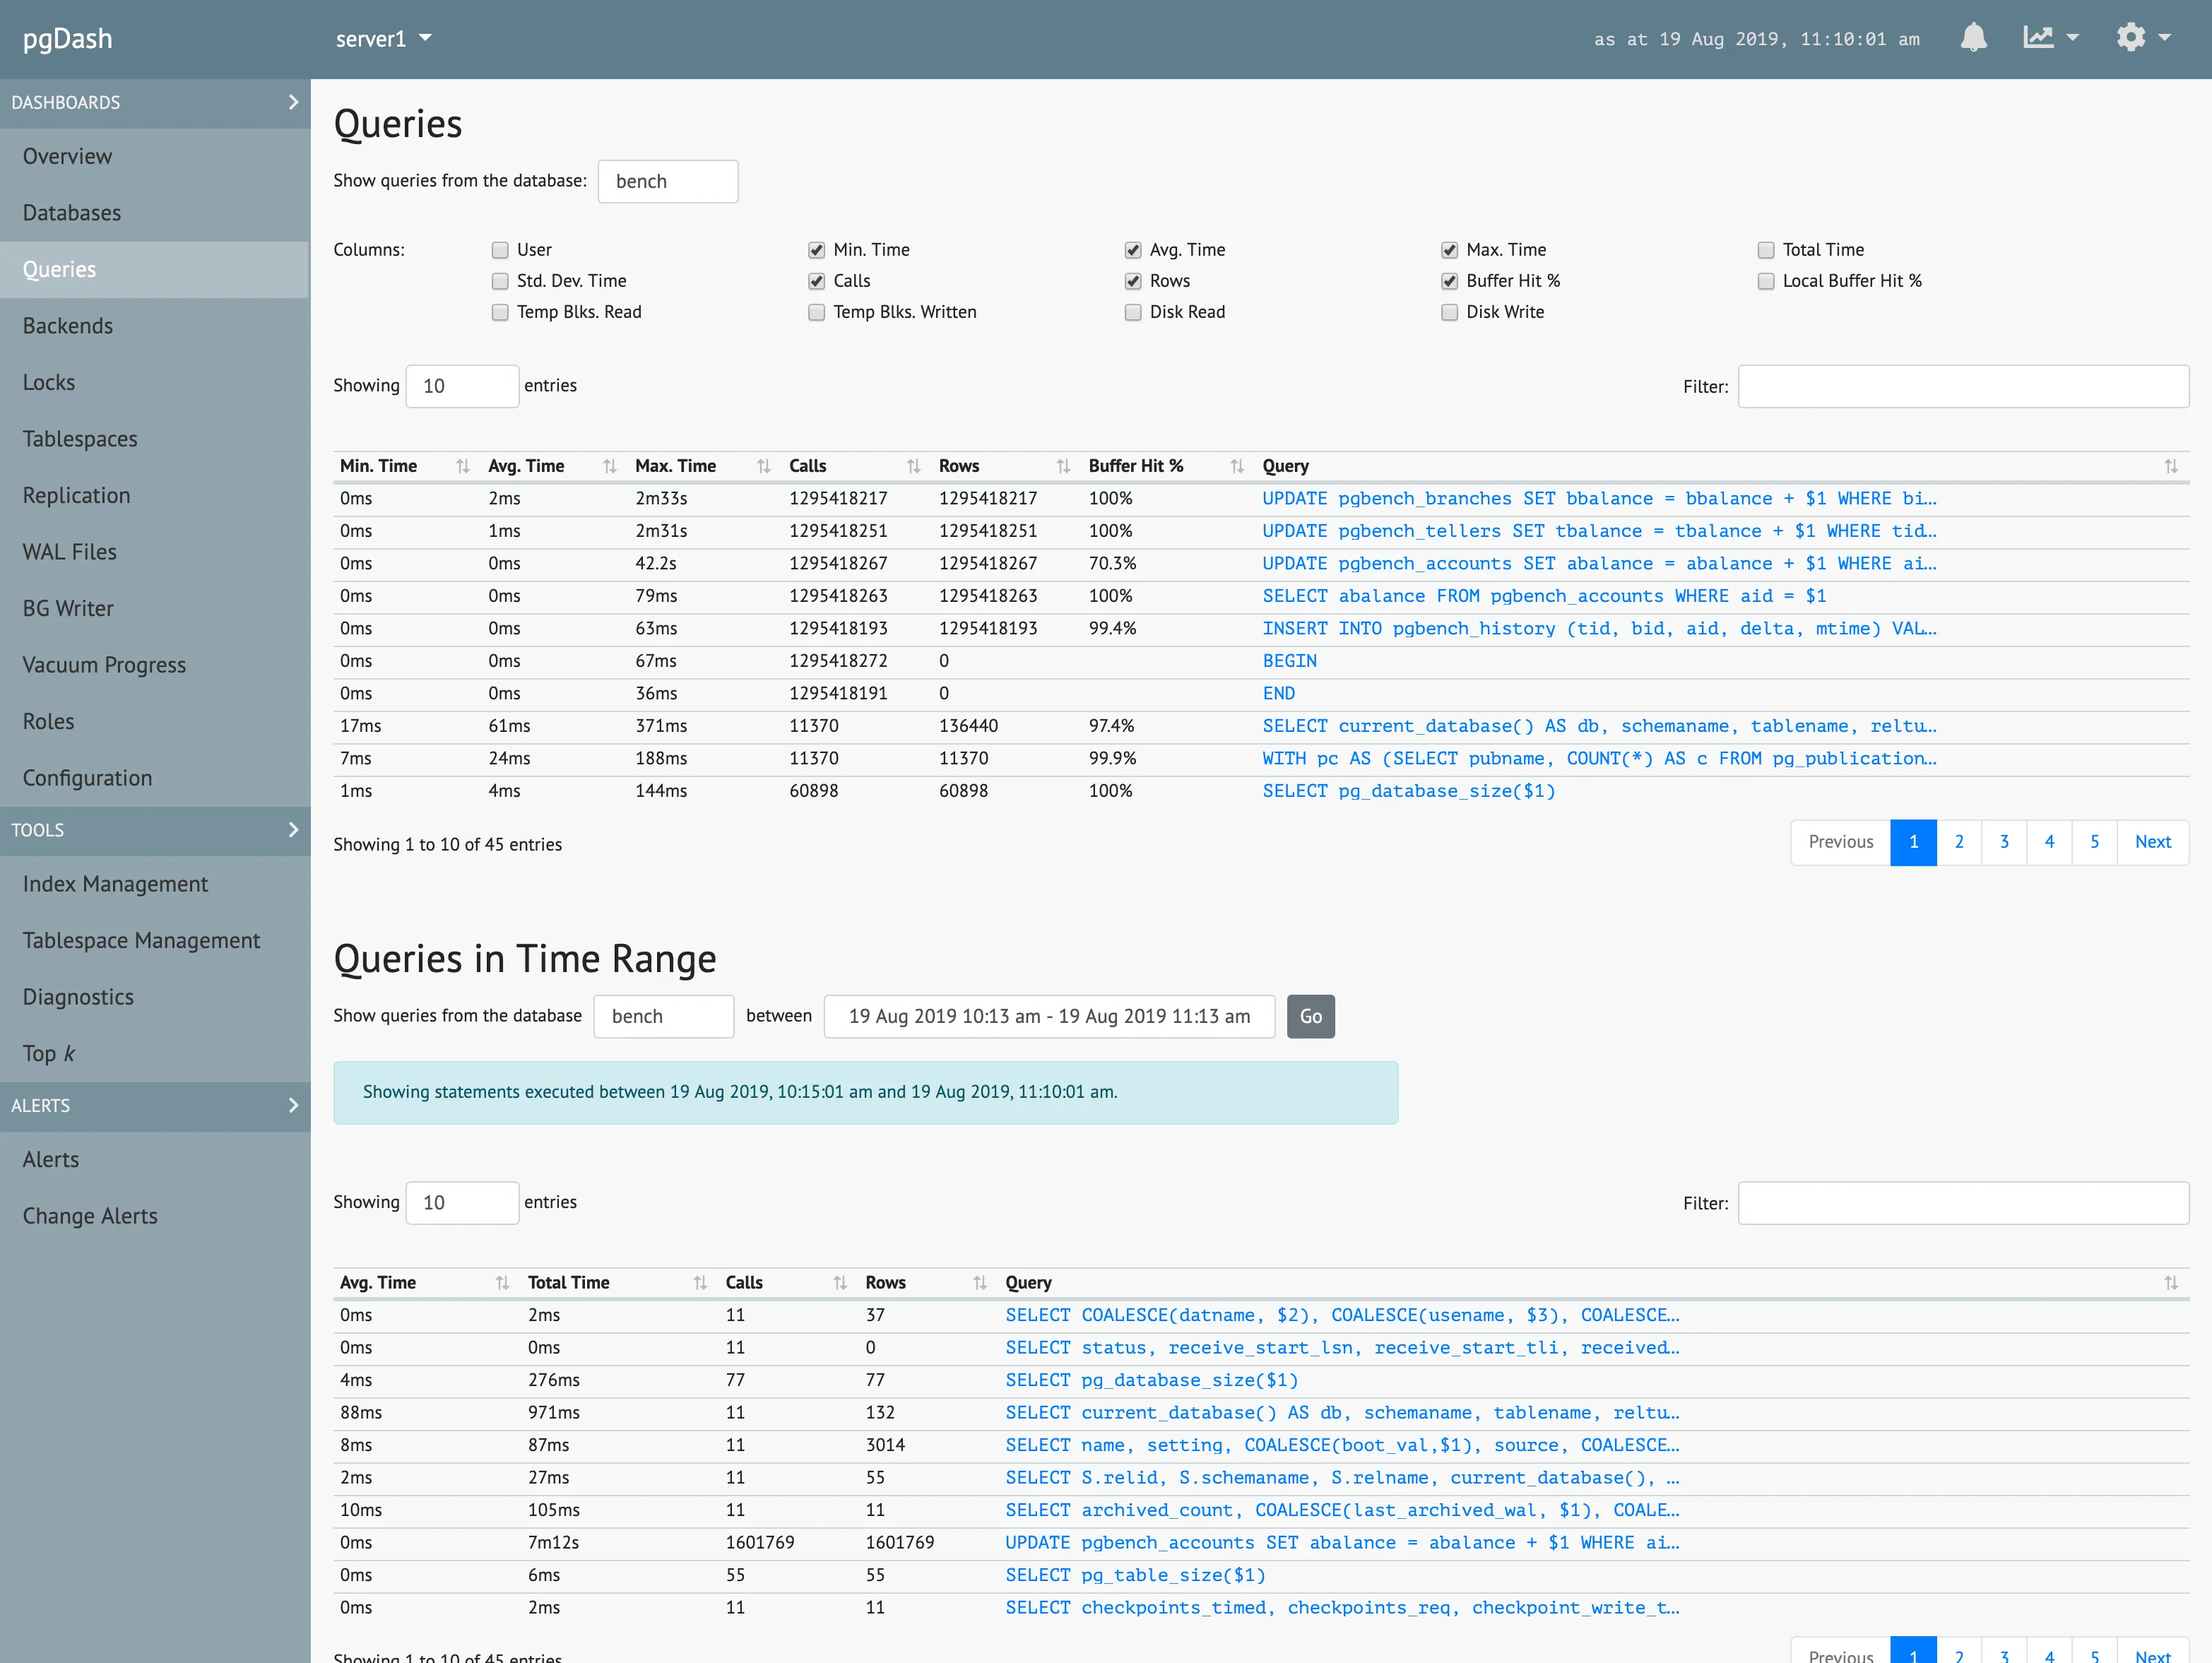 pgDash
server1
as at 19 Aug 2019, 11:10:01 am
DASHBOARDS
Overview
Databases
Queries
Backends
Locks
Tablespaces
Replication
WAL Files
BG Writer
Vacuum Progress
Roles
Configuration
TOOLS
Index Management
Tablespace Management
Diagnostics
Top k
ALERTS
Alerts
Change Alerts
Queries
Show queries from the database: bench
Columns: User Min. Time Avg. Time Max. Time Total Time
Std. Dev. Time Calls Rows Buffer Hit % Local Buffer Hit %
Temp Blks. Read Temp Blks. Written Disk Read Disk Write
Showing 10 entries Filter:
Min. Time Avg. Time Max. Time Calls Rows Buffer Hit % Query
0ms 2ms 2m33s 1295418217 1295418217 100% UPDATE pgbench_branches SET bbalance = bbalance + $1 WHERE bi…
0ms 1ms 2m31s 1295418251 1295418251 100% UPDATE pgbench_tellers SET tbalance = tbalance + $1 WHERE tid…
0ms 0ms 42.2s 1295418267 1295418267 70.3% UPDATE pgbench_accounts SET abalance = abalance + $1 WHERE ai…
0ms 0ms 79ms 1295418263 1295418263 100% SELECT abalance FROM pgbench_accounts WHERE aid = $1
0ms 0ms 63ms 1295418193 1295418193 99.4% INSERT INTO pgbench_history (tid, bid, aid, delta, mtime) VAL…
0ms 0ms 67ms 1295418272 0 BEGIN
0ms 0ms 36ms 1295418191 0 END
17ms 61ms 371ms 11370 136440 97.4% SELECT current_database() AS db, schemaname, tablename, reltu…
7ms 24ms 188ms 11370 11370 99.9% WITH pc AS (SELECT pubname, COUNT(*) AS c FROM pg_publication…
1ms 4ms 144ms 60898 60898 100% SELECT pg_database_size($1)
Showing 1 to 10 of 45 entries Previous 1 2 3 4 5 Next
Queries in Time Range
Show queries from the database bench between 19 Aug 2019 10:13 am - 19 Aug 2019 11:13 am Go
Showing statements executed between 19 Aug 2019, 10:15:01 am and 19 Aug 2019, 11:10:01 am.
Showing 10 entries Filter:
Avg. Time Total Time Calls Rows Query
0ms 2ms 11 37 SELECT COALESCE(datname, $2), COALESCE(usename, $3), COALESCE…
0ms 0ms 11 0 SELECT status, receive_start_lsn, receive_start_tli, received…
4ms 276ms 77 77 SELECT pg_database_size($1)
88ms 971ms 11 132 SELECT current_database() AS db, schemaname, tablename, reltu…
8ms 87ms 11 3014 SELECT name, setting, COALESCE(boot_val,$1), source, COALESCE…
2ms 27ms 11 55 SELECT S.relid, S.schemaname, S.relname, current_database(), …
10ms 105ms 11 11 SELECT archived_count, COALESCE(last_archived_wal, $1), COALE…
0ms 7m12s 1601769 1601769 UPDATE pgbench_accounts SET abalance = abalance + $1 WHERE ai…
0ms 6ms 55 55 SELECT pg_table_size($1)
0ms 2ms 11 11 SELECT checkpoints_timed, checkpoints_req, checkpoint_write_t…
Showing 1 to 10 of 45 entries Previous 1 2 3 4 5 Next